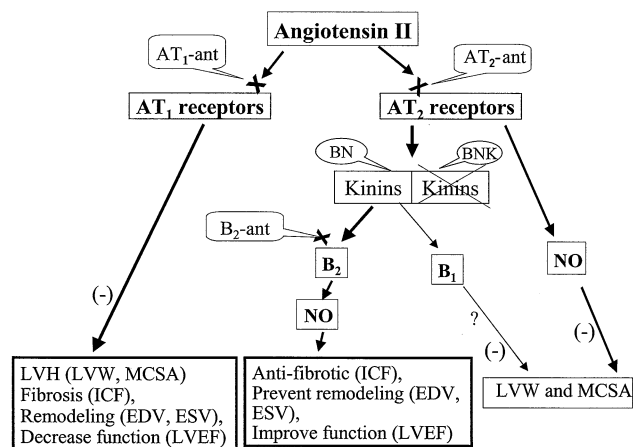 Angiotensin II
AT₁-ant
AT₂-ant
AT₁ receptors
AT₂ receptors
BN
BNK
Kinins
Kinins
B₂-ant
B₂
B₁
NO
NO
(-)
?
(-)
(-)
LVH (LVW, MCSA)
Fibrosis (ICF),
Remodeling (EDV, ESV),
Decrease function (LVEF)
Anti-fibrotic (ICF),
Prevent remodeling (EDV,
ESV),
Improve function (LVEF)
LVW and MCSA